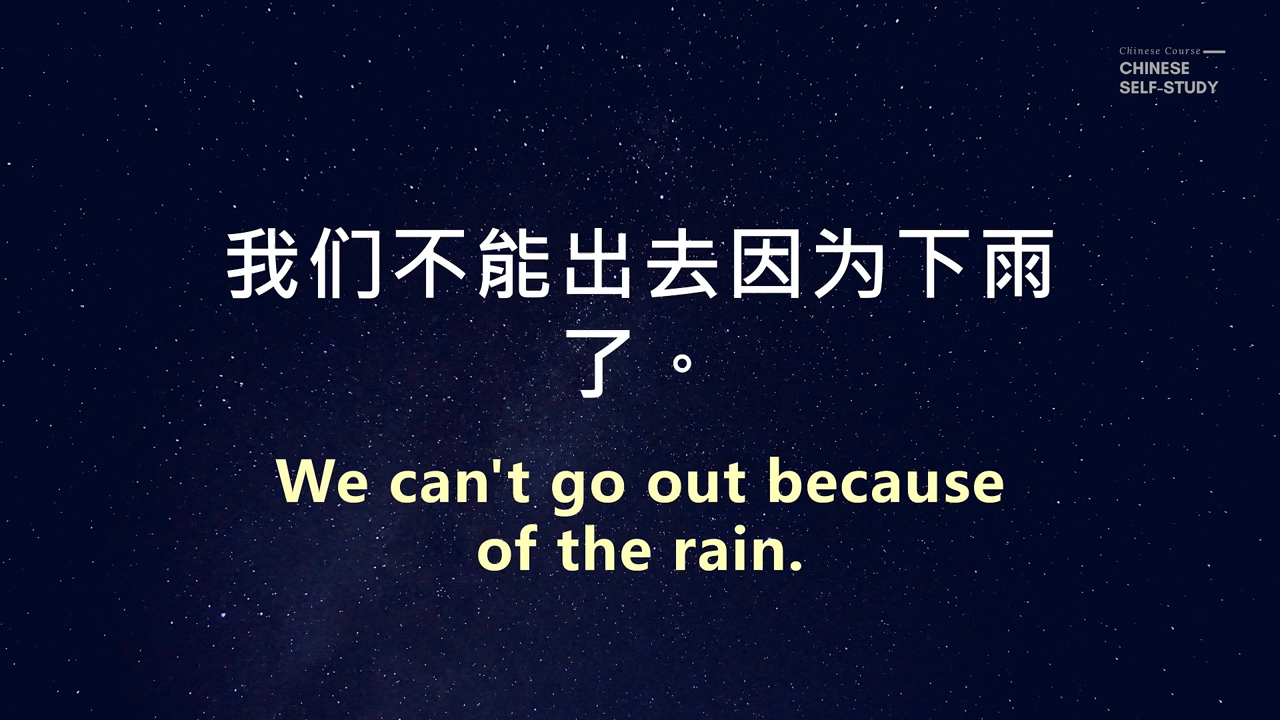 Chinese Course
CHINESE
SELF-STUDY
我们不能出去因为下雨
了。
We can't go out because
of the rain.